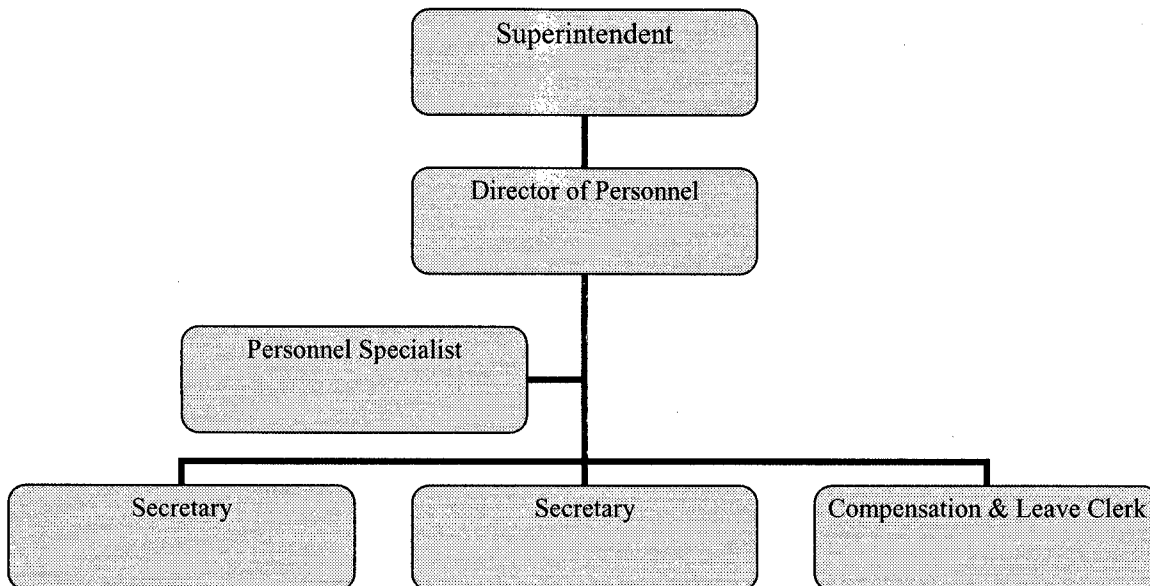 Superintendent
Director of Personnel
Personnel Specialist
Secretary
Secretary
Compensation & Leave Clerk